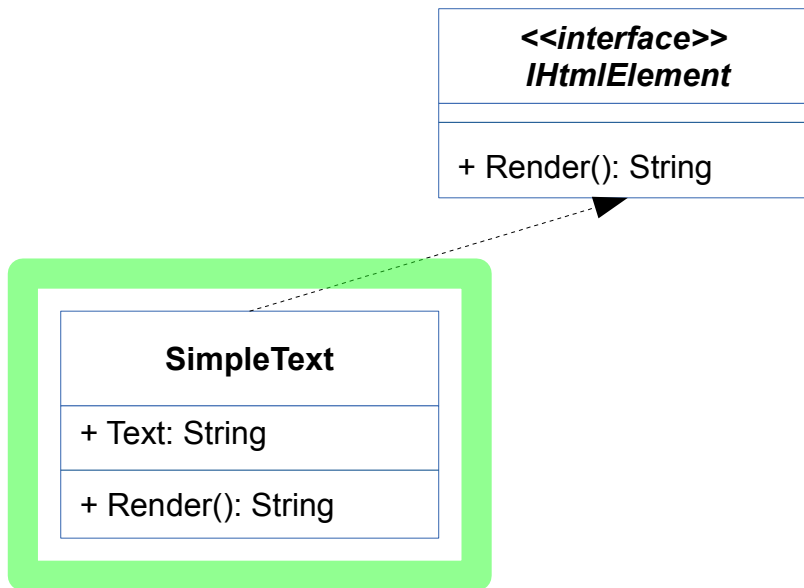 <<interface>>
IHtmlElement
+ Render(): String
SimpleText
+ Text: String
+ Render(): String